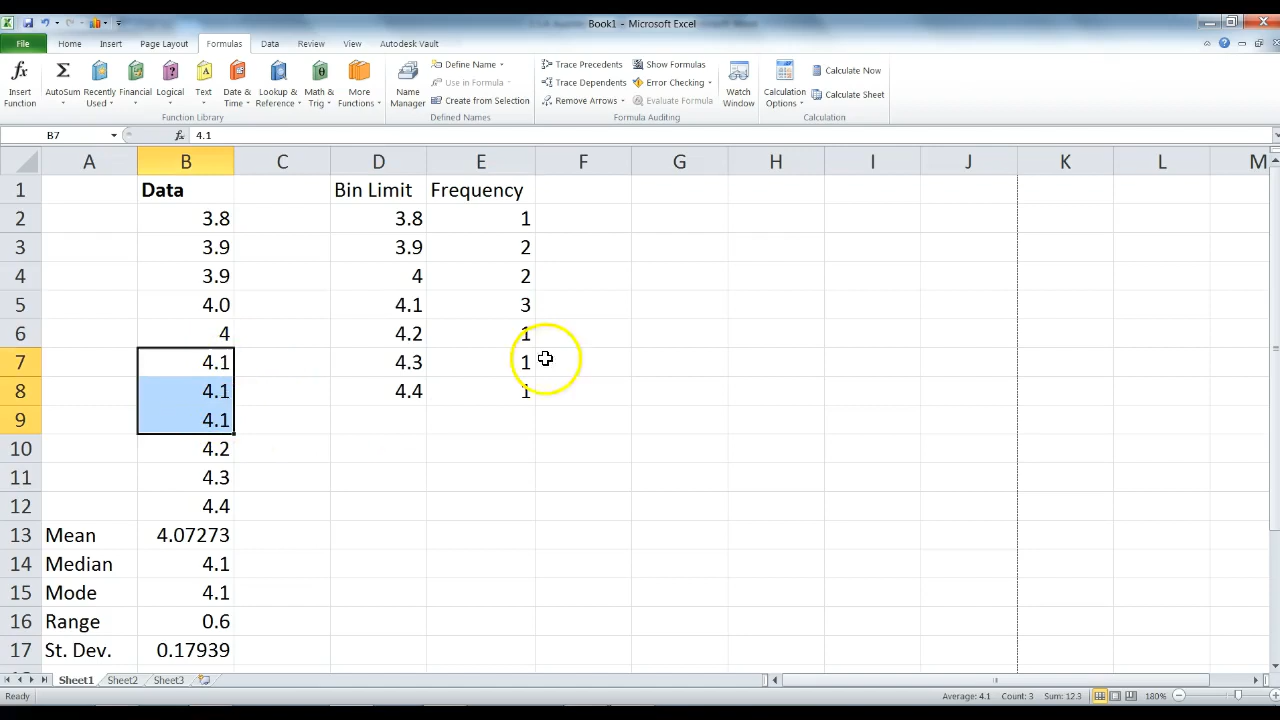 Book1 - Microsoft Excel
File Home Insert Page Layout Formulas Data Review View Autodesk Vault
Insert Function
AutoSum
Recently Used
Financial
Logical
Text
Date & Time
Lookup & Reference
Math & Trig
More Functions
Function Library
Name Manager
Define Name
Use in Formula
Create from Selection
Defined Names
Trace Precedents
Trace Dependents
Remove Arrows
Show Formulas
Error Checking
Evaluate Formula
Formula Auditing
Watch Window
Calculation Options
Calculate Now
Calculate Sheet
Calculation
B7 fx 4.1
A B C D E F G H I J K L M
1 Data Bin Limit Frequency
2 3.8 3.8 1
3 3.9 3.9 2
4 3.9 4 2
5 4.0 4.1 3
6 4 4.2 1
7 4.1 4.3 1
8 4.1 4.4 1
9 4.1
10 4.2
11 4.3
12 4.4
13 Mean 4.07273
14 Median 4.1
15 Mode 4.1
16 Range 0.6
17 St. Dev. 0.17939
Sheet1 Sheet2 Sheet3
Ready Average: 4.1 Count: 3 Sum: 12.3 180%